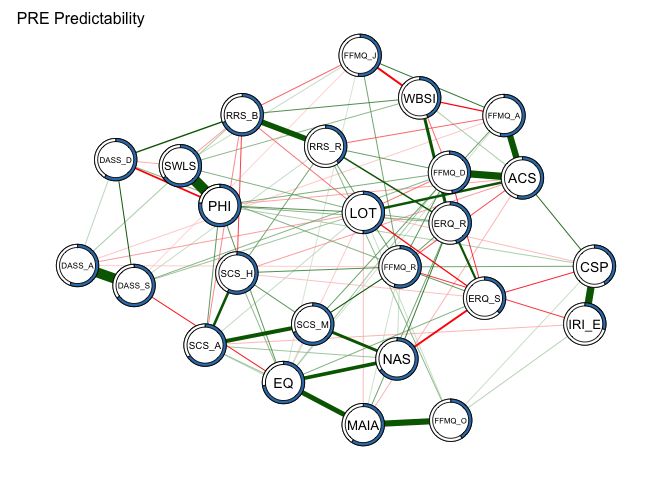 PRE Predictability
FFMQ_J
WBSI
FFMQ_A
RRS_B
RRS_R
DASS_D
SWLS
FFMQ_D
ACS
PHI
LOT
ERQ_R
DASS_A
DASS_S
SCS_H
FFMQ_R
CSP
ERQ_S
SCS_M
IRI_E
SCS_A
NAS
EQ
MAIA
FFMQ_O